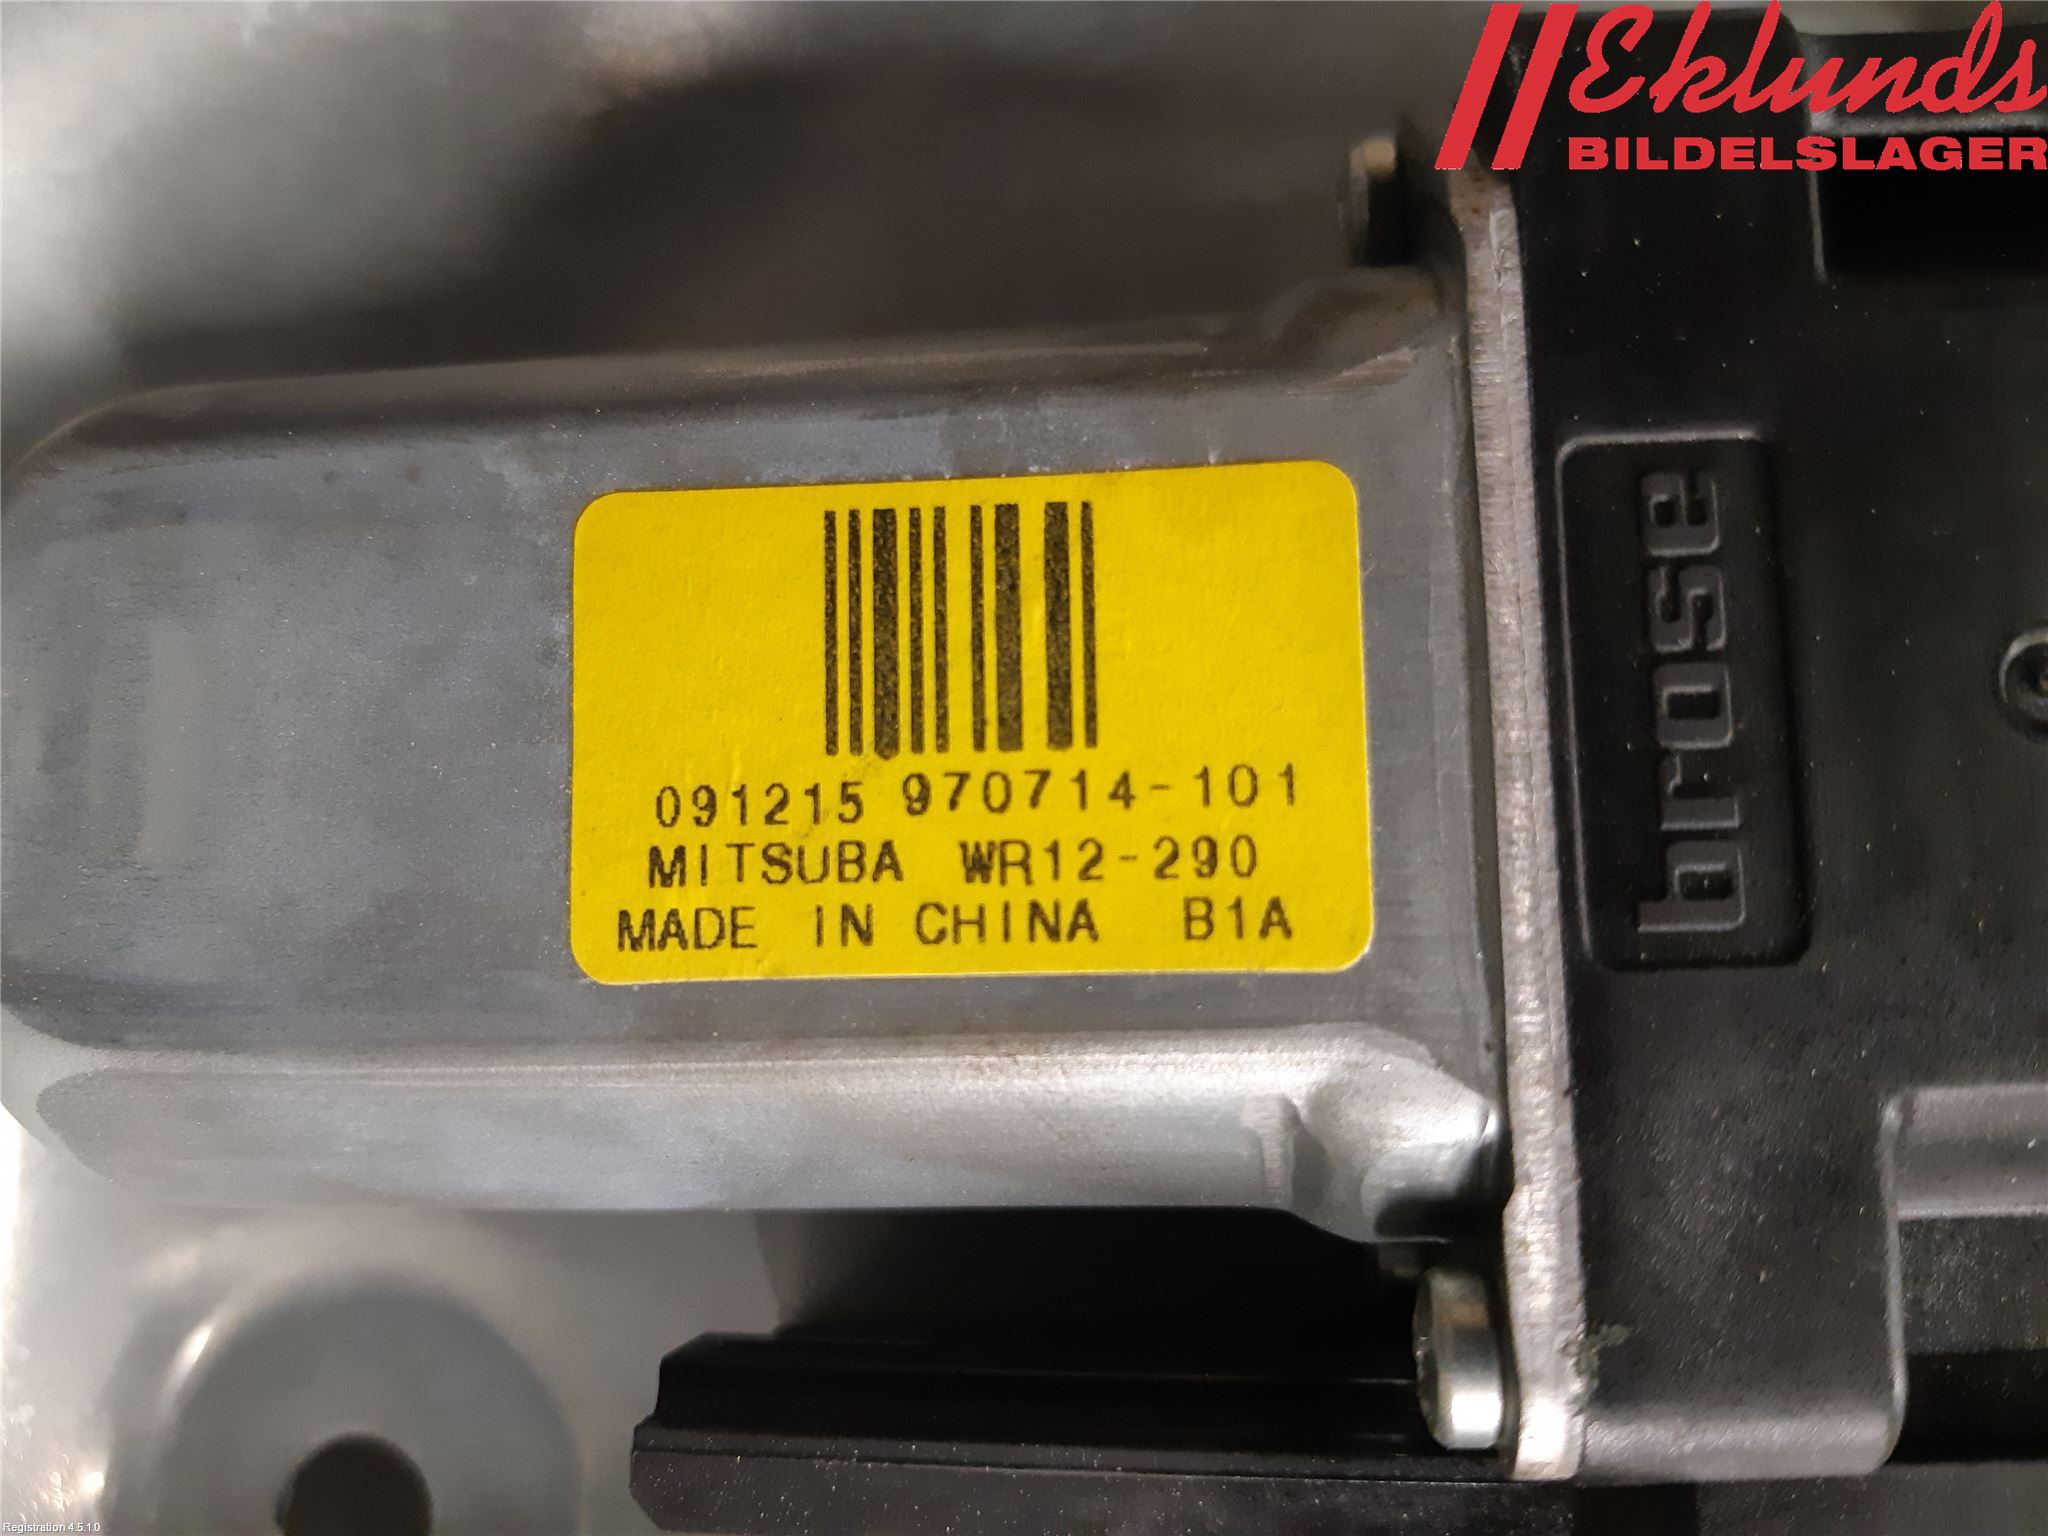 Eklunds
BILDELSLAGER
brose
091215 970714-101
MITSUBA WR12-290
MADE IN CHINA B1A
Registration 4.5.1.0